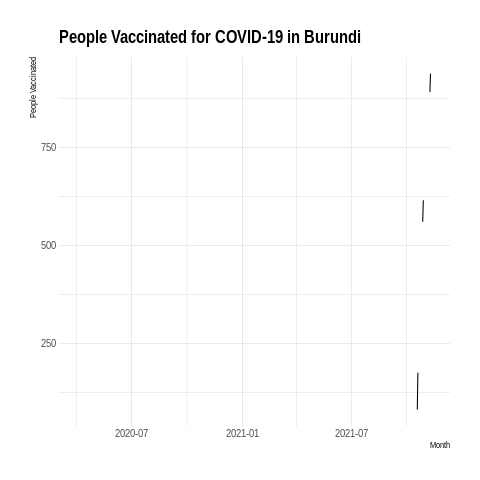 People Vaccinated for COVID-19 in Burundi
People Vaccinated
750
500
250
2020-07
2021-01
2021-07
Month